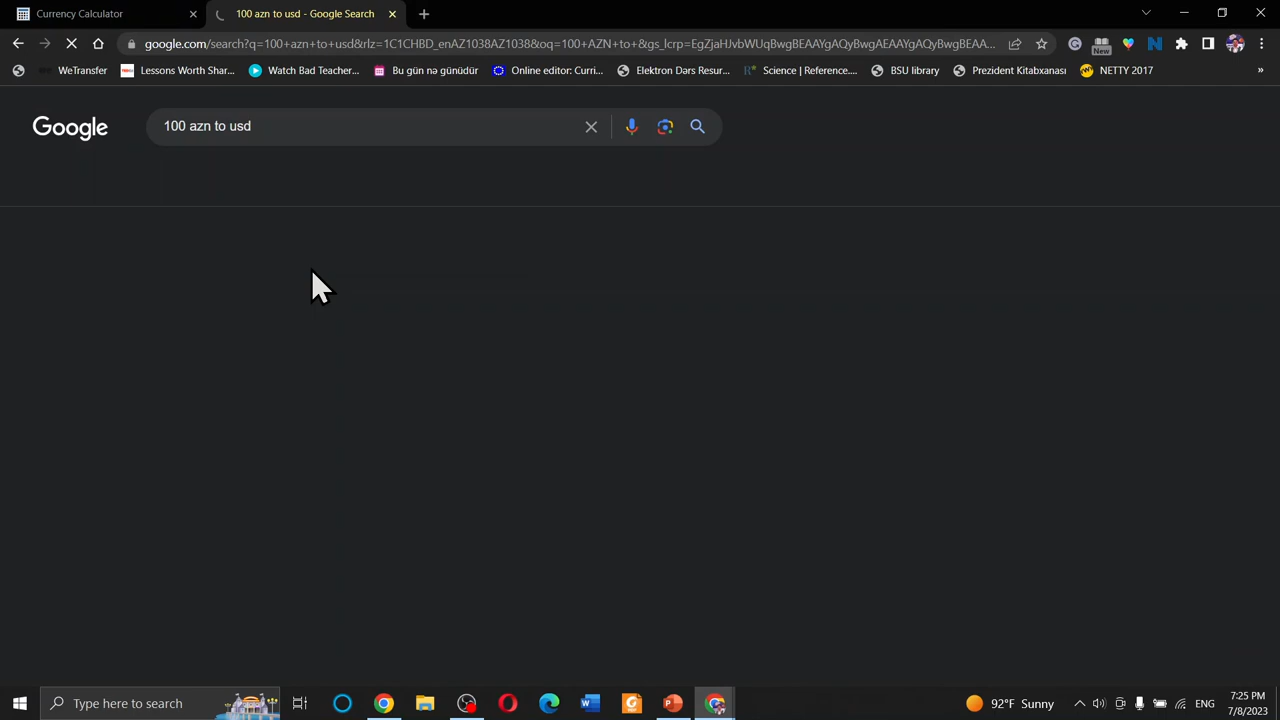 Currency Calculator
100 azn to usd - Google Search
google.com/search?q=100+azn+to+usd&rlz=1C1CHBD_enAZ1038AZ1038&oq=100+AZN+to+&gs_lcrp=EgZjaHJvbWUqBwgBEAAYgAQyBwgAEAAYgAQyBwgBEAA...
New
WeTransfer
Lessons Worth Shar...
Watch Bad Teacher...
Bu gün nə günüdür
Online editor: Curri...
Elektron Dars Resur...
Science | Reference....
BSU library
Prezident Kitabxanası
NETTY 2017
»
Google
100 azn to usd
Type here to search
92°F Sunny
ENG
7:25 PM
7/8/2023